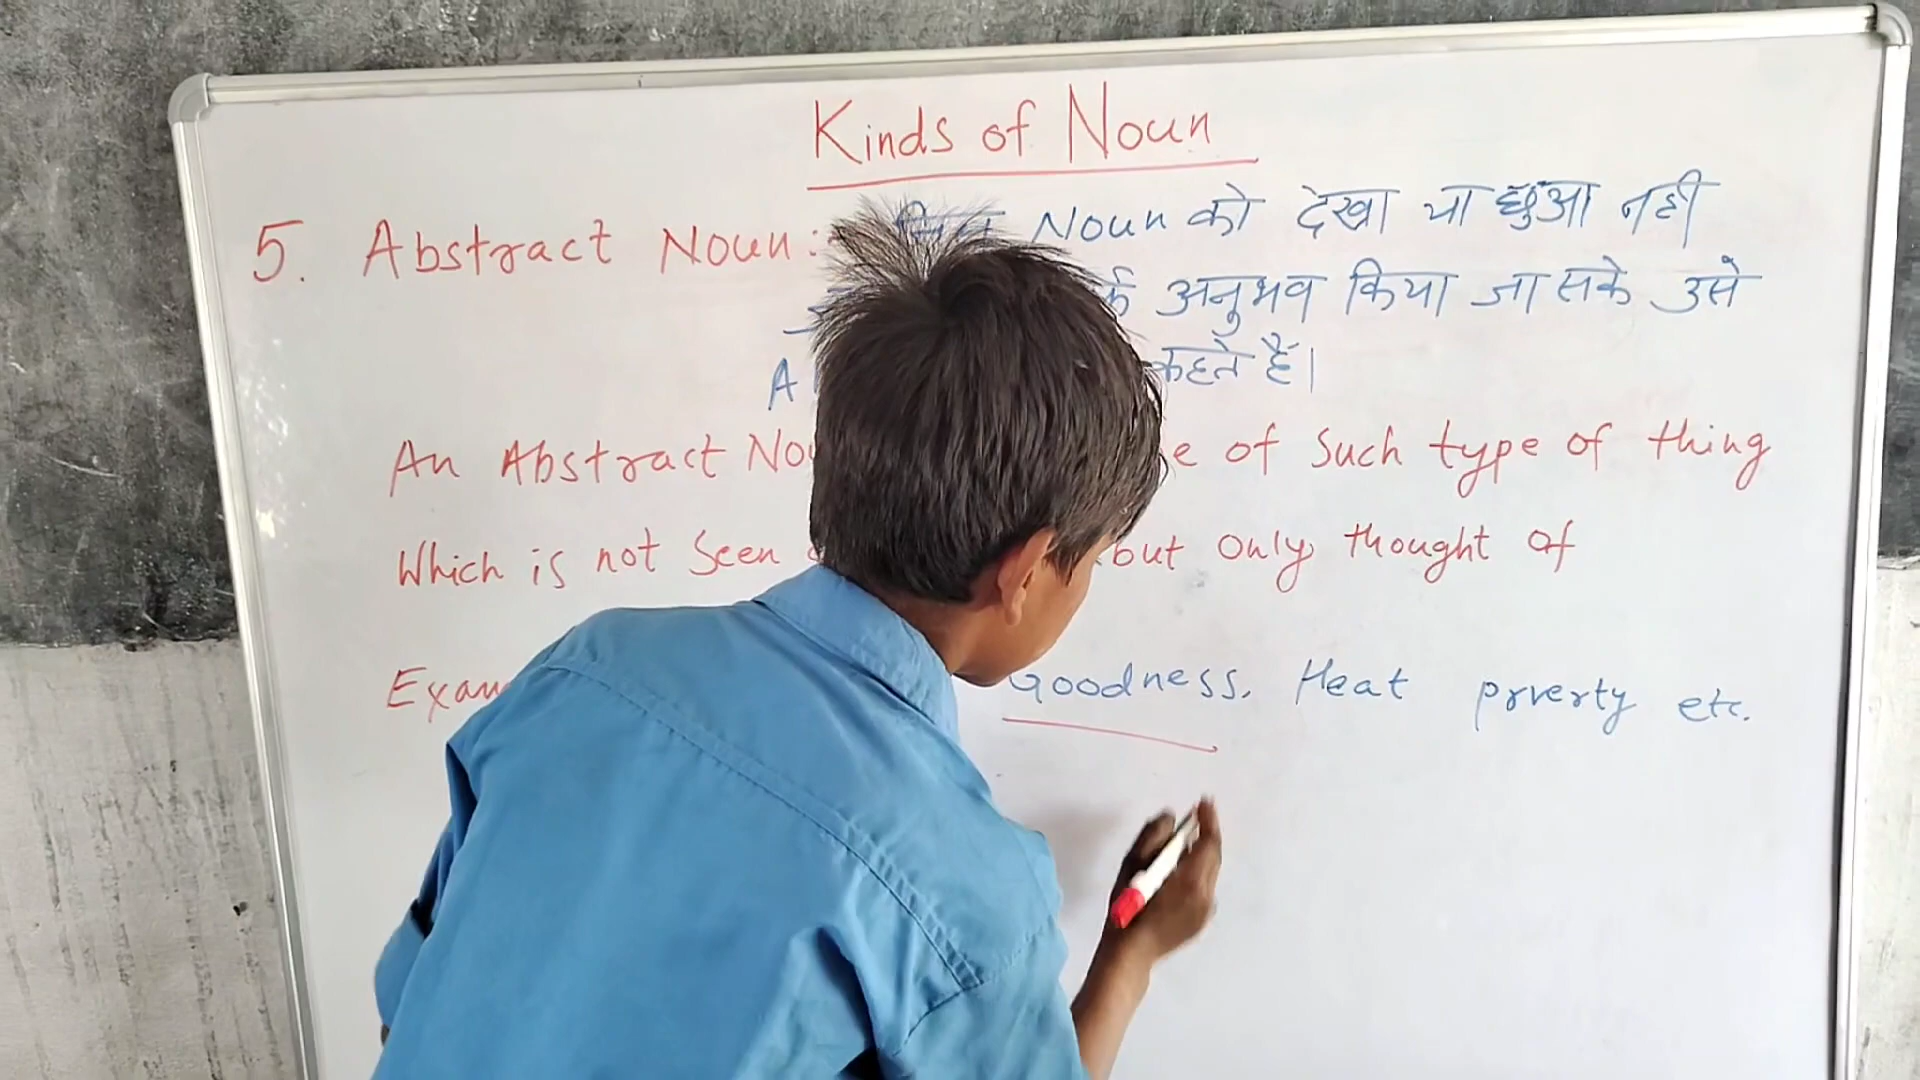 Kinds of Noun
5. Abstract Noun: Noun को देखा या छुआ नही
अनुभव किया जा सके उसे
A कहते हैं।
An Abstract No e of Such type of thing
Which is not Seen but only thought of
Exam Goodness. Heat prverty etc.